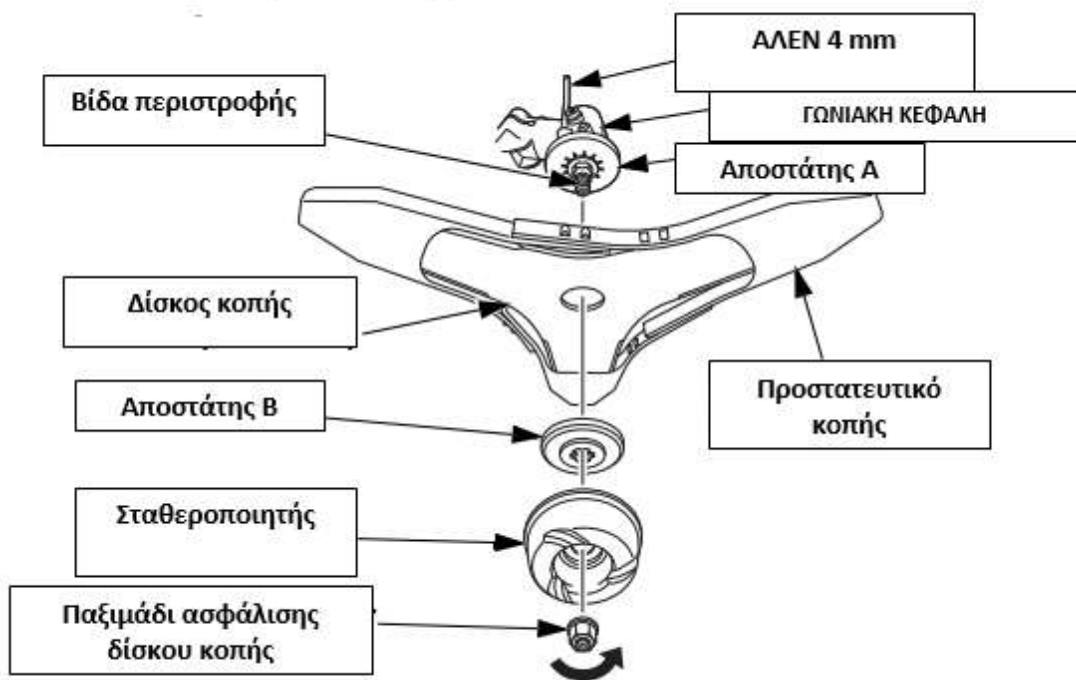 ΑΛΕΝ 4 mm
Βίδα περιστροφής
ΓΩΝΙΑΚΗ ΚΕΦΑΛΗ
Αποστάτης Α
Δίσκος κοπής
Προστατευτικό
κοπής
Αποστάτης Β
Σταθεροποιητής
Παξιμάδι ασφάλισης
δίσκου κοπής